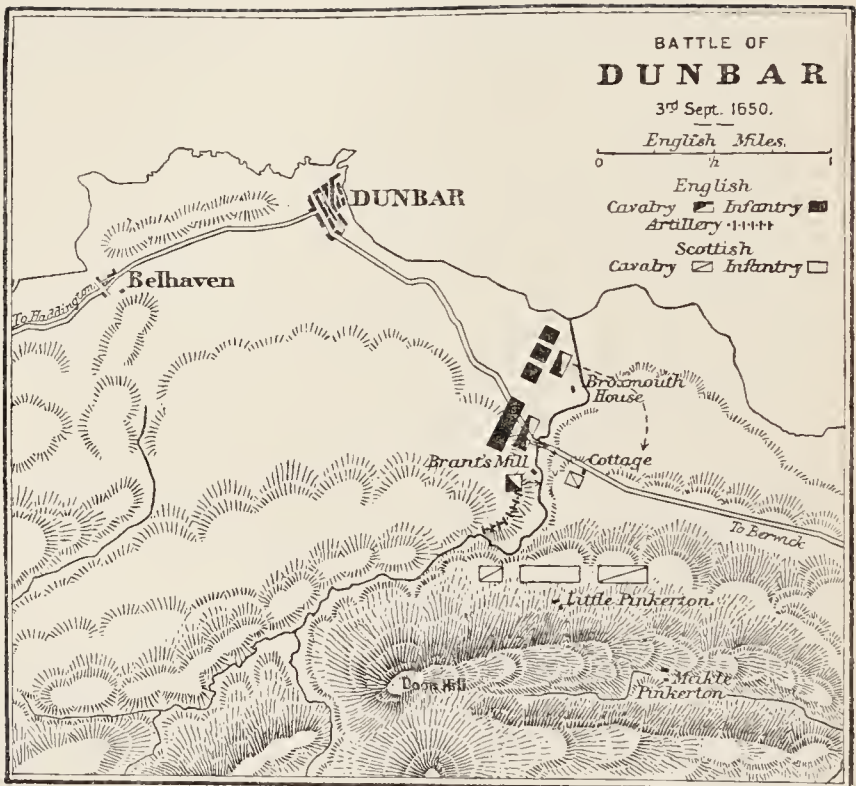 BATTLE OF
DUNBAR
3rd Sept. 1650.
English Miles.
0 ½ 1
English
Cavalry Infantry
Artillery
Scottish
Cavalry Infantry
DUNBAR
Belhaven
To Haddington
Broxmouth
House
Brant's Mill
Cottage
To Berwick
Little Pinkerton.
Doon Hill
Meikle
Pinkerton